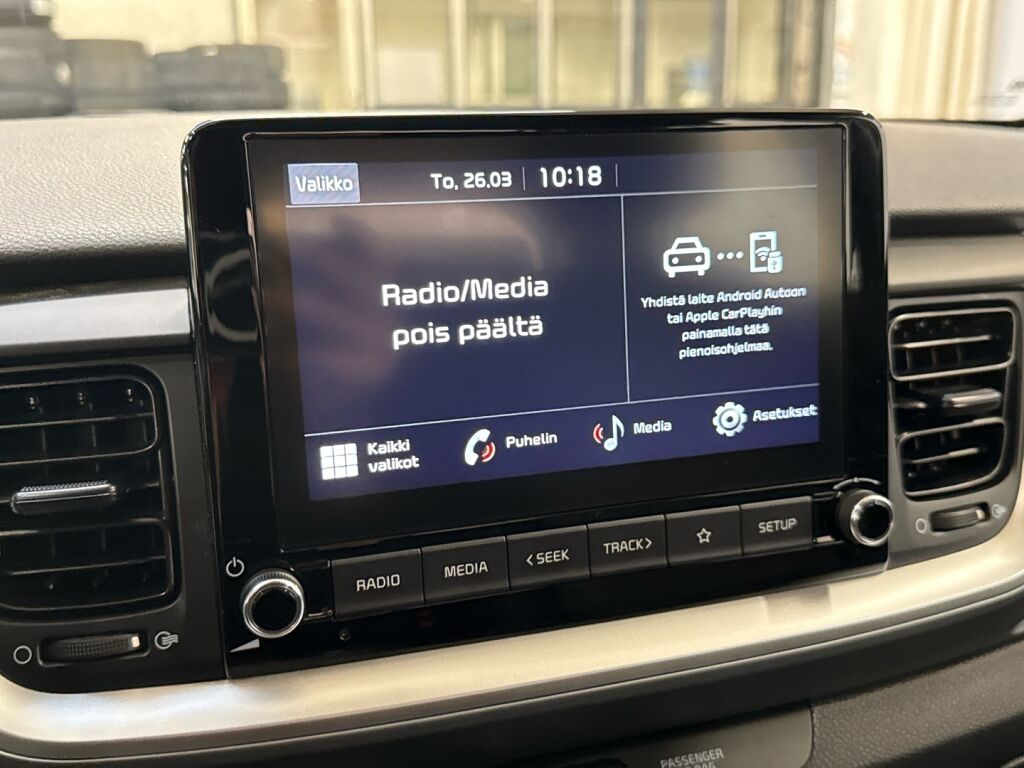 Valikko
To, 26.03
10:18
Radio/Media
pois päältä
Yhdistä laite Android Autoon
tai Apple CarPlayhin
painamalla tätä
pienoisohjelmaa.
Kaikki
valikot
Puhelin
Media
Asetukset
RADIO
MEDIA
< SEEK
TRACK >
SETUP
PASSENGER